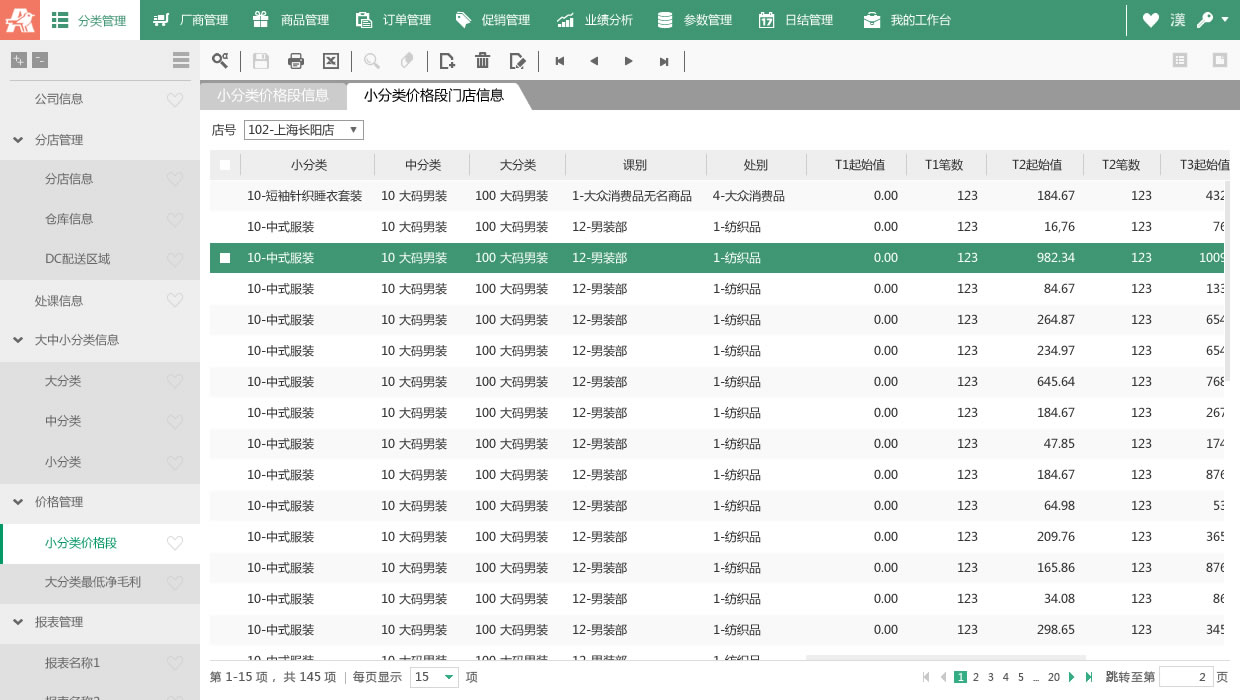 分类管理 厂商管理 商品管理 订单管理 促销管理 业绩分析 参数管理 日结管理 我的工作台 漢
公司信息
分店管理
分店信息
仓库信息
DC配送区域
处课信息
大中小分类信息
大分类
中分类
小分类
价格管理
小分类价格段
大分类最低净毛利
报表管理
报表名称1
小分类价格段信息 小分类价格段门店信息
店号 102-上海长阳店
小分类 中分类 大分类 课别 处别 T1起始值 T1笔数 T2起始值 T2笔数 T3起始值
10-短袖针织睡衣套装 10 大码男装 100 大码男装 1-大众消费品无名商品 4-大众消费品 0.00 123 184.67 123 432
10-中式服装 10 大码男装 100 大码男装 12-男装部 1-纺织品 0.00 123 16,76 123 76
10-中式服装 10 大码男装 100 大码男装 12-男装部 1-纺织品 0.00 123 982.34 123 1009
10-中式服装 10 大码男装 100 大码男装 12-男装部 1-纺织品 0.00 123 84.67 123 133
10-中式服装 10 大码男装 100 大码男装 12-男装部 1-纺织品 0.00 123 264.87 123 654
10-中式服装 10 大码男装 100 大码男装 12-男装部 1-纺织品 0.00 123 234.97 123 654
10-中式服装 10 大码男装 100 大码男装 12-男装部 1-纺织品 0.00 123 645.64 123 768
10-中式服装 10 大码男装 100 大码男装 12-男装部 1-纺织品 0.00 123 184.67 123 267
10-中式服装 10 大码男装 100 大码男装 12-男装部 1-纺织品 0.00 123 47.85 123 174
10-中式服装 10 大码男装 100 大码男装 12-男装部 1-纺织品 0.00 123 184.67 123 876
10-中式服装 10 大码男装 100 大码男装 12-男装部 1-纺织品 0.00 123 64.98 123 53
10-中式服装 10 大码男装 100 大码男装 12-男装部 1-纺织品 0.00 123 209.76 123 365
10-中式服装 10 大码男装 100 大码男装 12-男装部 1-纺织品 0.00 123 165.86 123 876
10-中式服装 10 大码男装 100 大码男装 12-男装部 1-纺织品 0.00 123 34.08 123 86
10-中式服装 10 大码男装 100 大码男装 12-男装部 1-纺织品 0.00 123 298.65 123 345
第 1-15 项，共 145 项 | 每页显示 15 项 1 2 3 4 5 ... 20 跳转至第 2 页